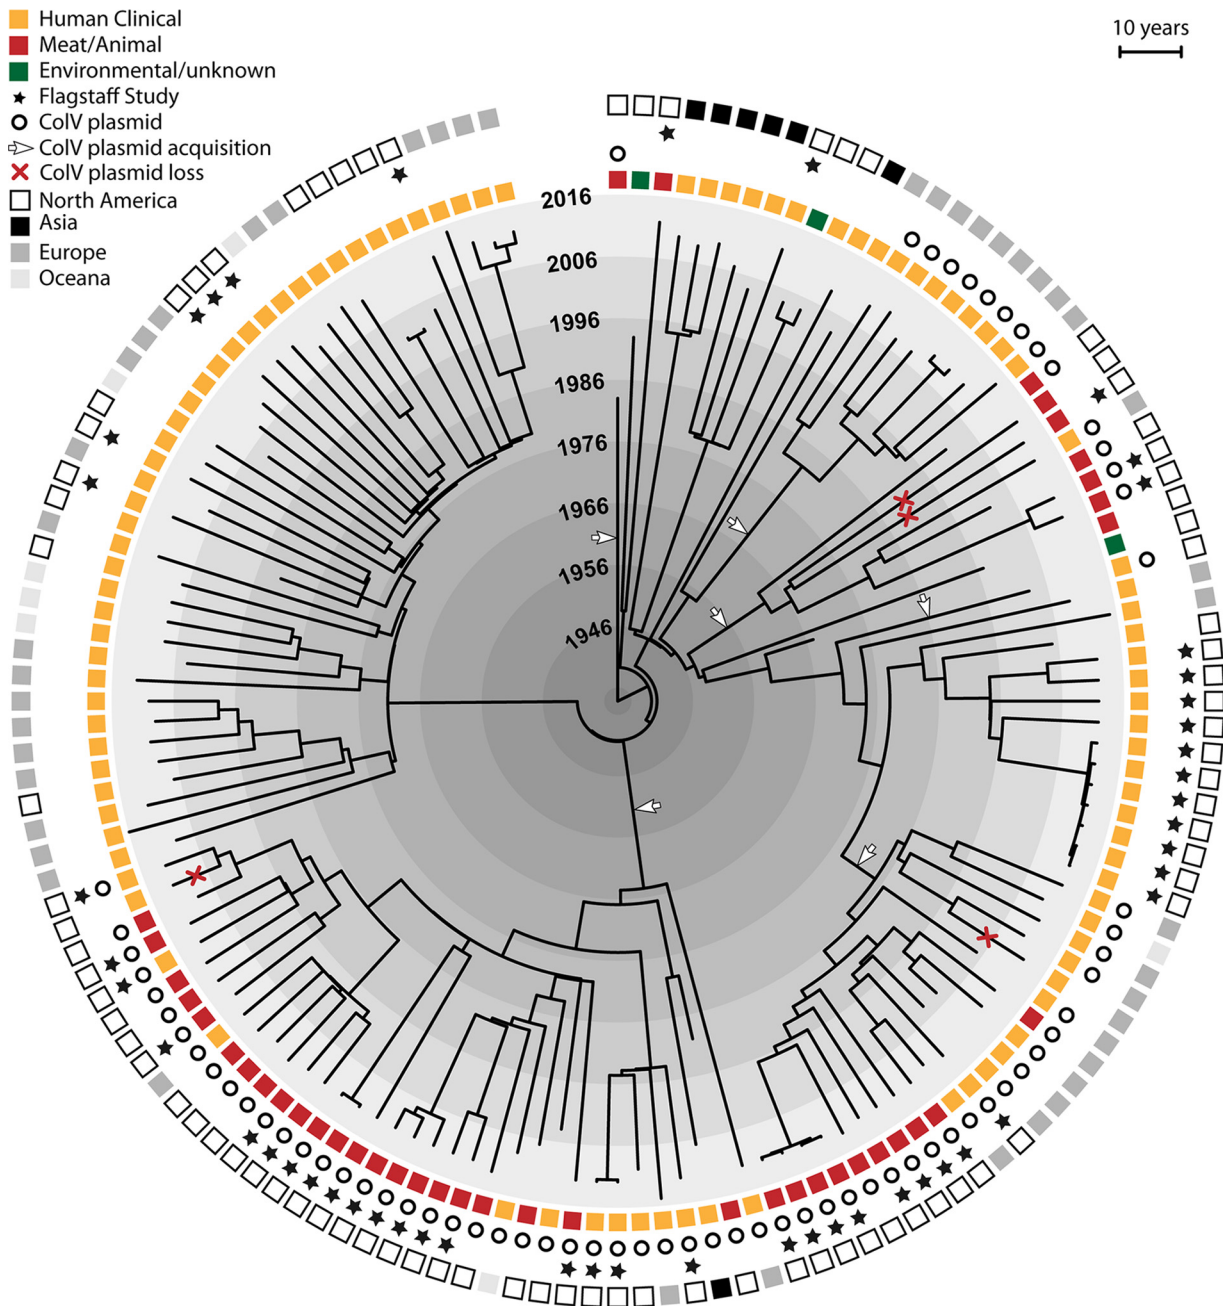 Human Clinical
Meat/Animal
Environmental/unknown
Flagstaff Study
ColV plasmid
ColV plasmid acquisition
ColV plasmid loss
North America
Asia
Europe
Oceana
10 years
2016
2006
1996
1986
1976
1966
1956
1946